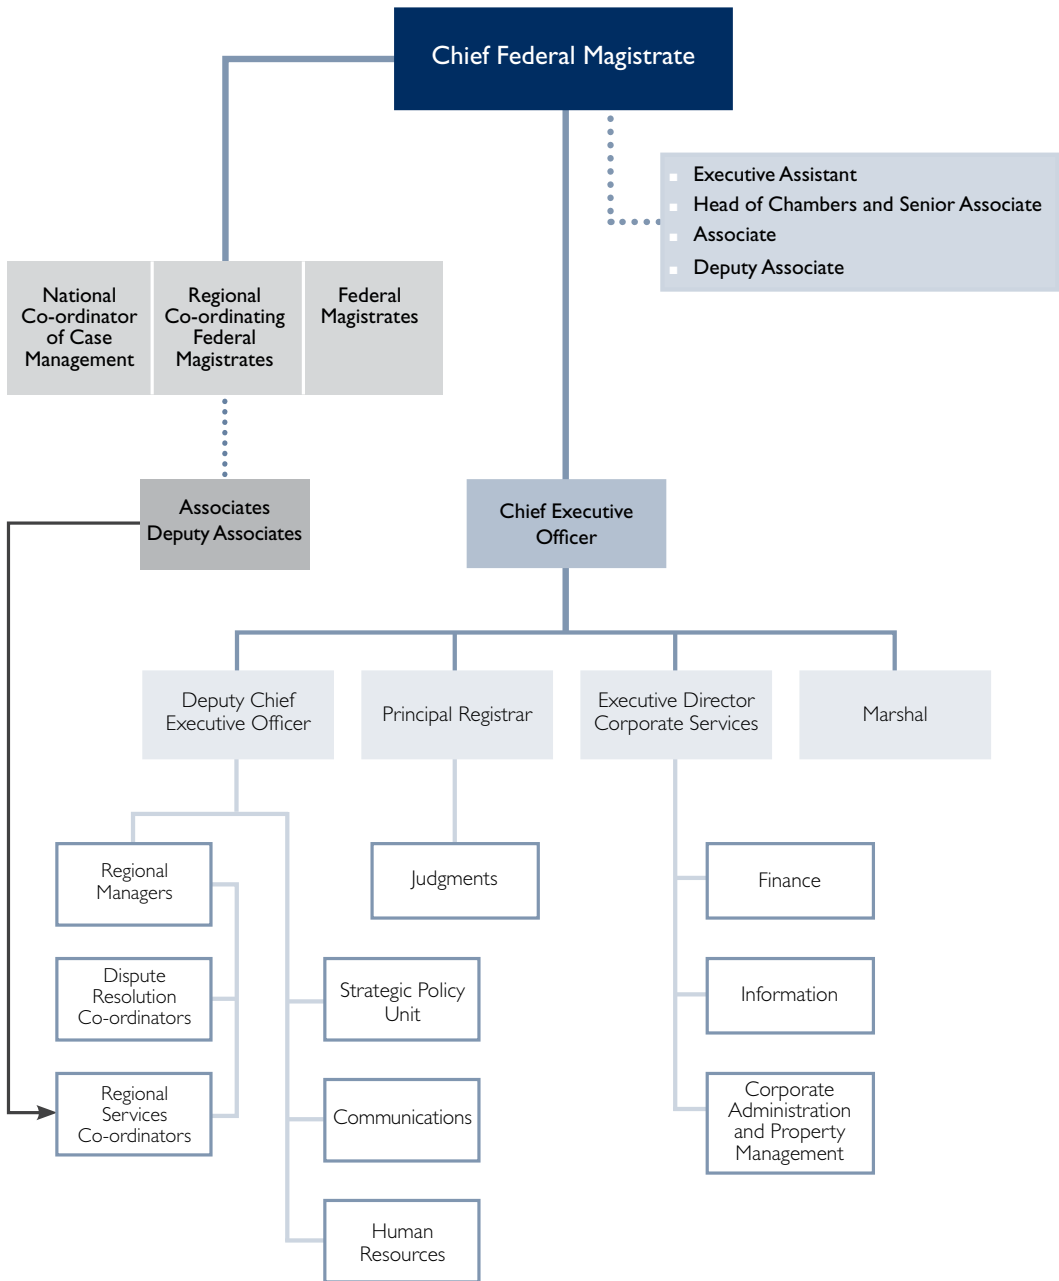 Chief Federal Magistrate
Executive Assistant
Head of Chambers and Senior Associate
Associate
Deputy Associate
National
Co-ordinator
of Case
Management
Regional
Co-ordinating
Federal
Magistrates
Federal
Magistrates
Associates
Deputy Associates
Chief Executive
Officer
Deputy Chief
Executive Officer
Principal Registrar
Executive Director
Corporate Services
Marshal
Regional
Managers
Judgments
Finance
Dispute
Resolution
Co-ordinators
Strategic Policy
Unit
Information
Regional
Services
Co-ordinators
Communications
Corporate
Administration
and Property
Management
Human
Resources